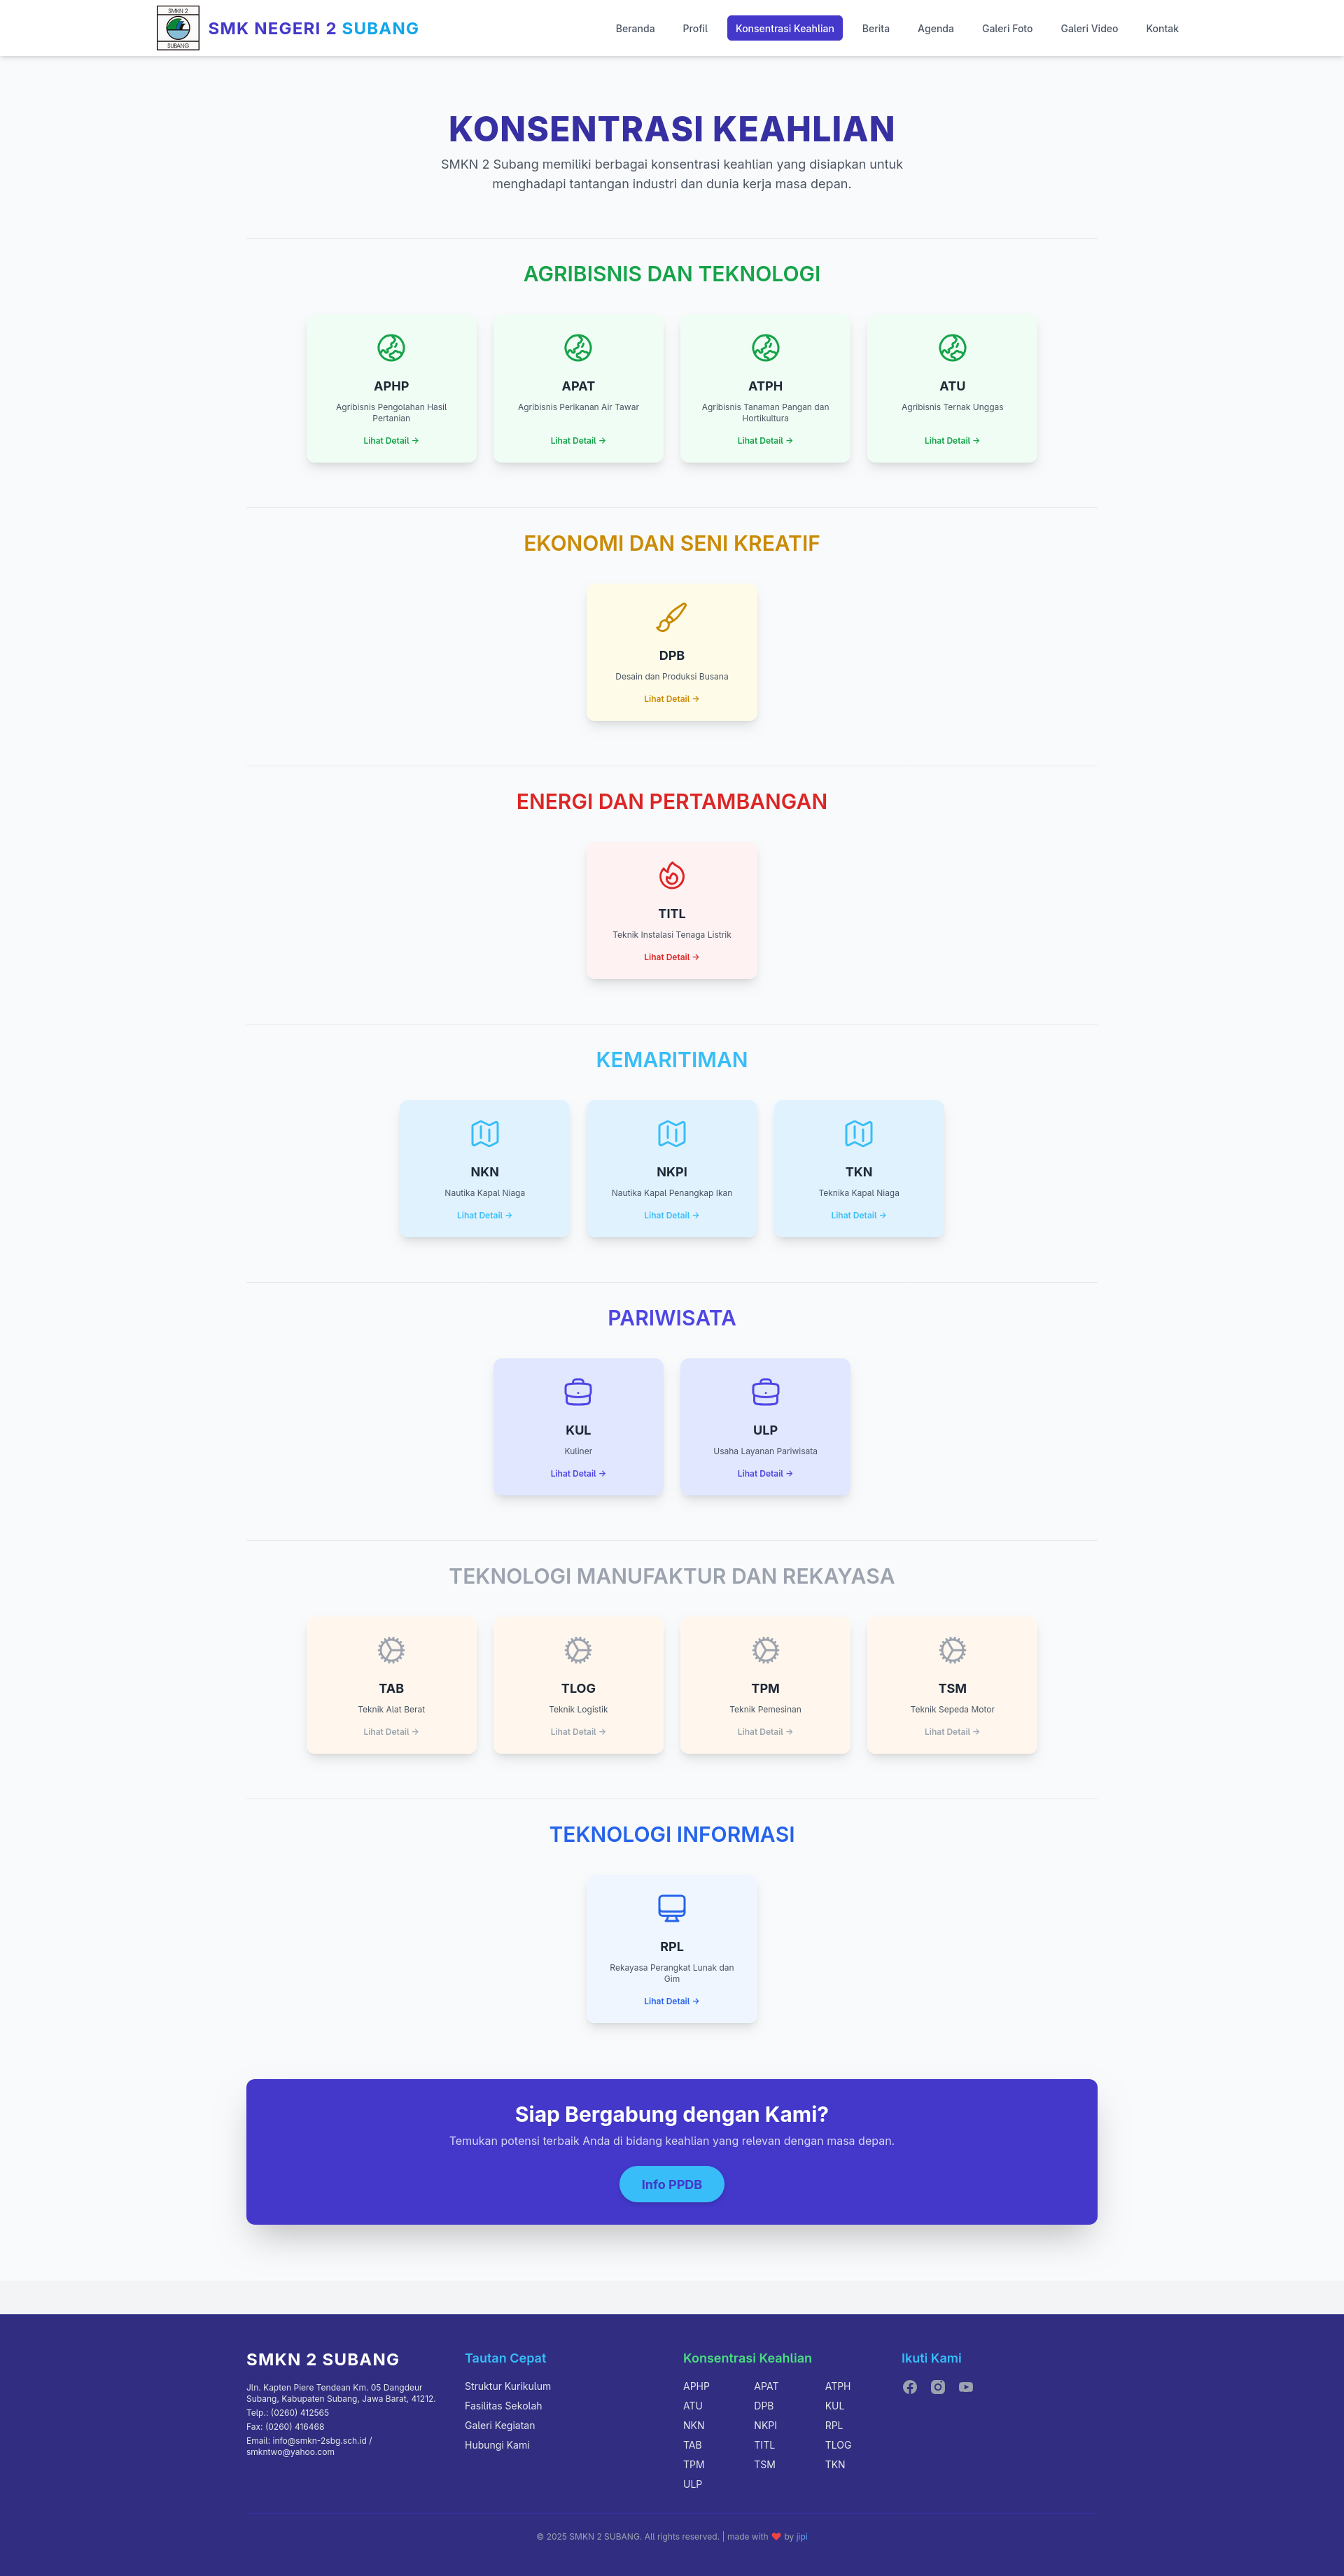 SMKN 2
SUBANG
SMK NEGERI 2 SUBANG
Beranda
Profil
Konsentrasi Keahlian
Berita
Agenda
Galeri Foto
Galeri Video
Kontak
KONSENTRASI KEAHLIAN
SMKN 2 Subang memiliki berbagai konsentrasi keahlian yang disiapkan untuk
menghadapi tantangan industri dan dunia kerja masa depan.
AGRIBISNIS DAN TEKNOLOGI
APHP
Agribisnis Pengolahan Hasil
Pertanian
Lihat Detail →
APAT
Agribisnis Perikanan Air Tawar
Lihat Detail →
ATPH
Agribisnis Tanaman Pangan dan
Hortikultura
Lihat Detail →
ATU
Agribisnis Ternak Unggas
Lihat Detail →
EKONOMI DAN SENI KREATIF
DPB
Desain dan Produksi Busana
Lihat Detail →
ENERGI DAN PERTAMBANGAN
TITL
Teknik Instalasi Tenaga Listrik
Lihat Detail →
KEMARITIMAN
NKN
Nautika Kapal Niaga
Lihat Detail →
NKPI
Nautika Kapal Penangkap Ikan
Lihat Detail →
TKN
Teknika Kapal Niaga
Lihat Detail →
PARIWISATA
KUL
Kuliner
Lihat Detail →
ULP
Usaha Layanan Pariwisata
Lihat Detail →
TEKNOLOGI MANUFAKTUR DAN REKAYASA
TAB
Teknik Alat Berat
Lihat Detail →
TLOG
Teknik Logistik
Lihat Detail →
TPM
Teknik Pemesinan
Lihat Detail →
TSM
Teknik Sepeda Motor
Lihat Detail →
TEKNOLOGI INFORMASI
RPL
Rekayasa Perangkat Lunak dan
Gim
Lihat Detail →
Siap Bergabung dengan Kami?
Temukan potensi terbaik Anda di bidang keahlian yang relevan dengan masa depan.
Info PPDB
SMKN 2 SUBANG
Jln. Kapten Piere Tendean Km. 05 Dangdeur
Subang, Kabupaten Subang, Jawa Barat, 41212.
Telp.: (0260) 412565
Fax: (0260) 416468
Email: info@smkn-2sbg.sch.id /
smkntwo@yahoo.com
Tautan Cepat
Struktur Kurikulum
Fasilitas Sekolah
Galeri Kegiatan
Hubungi Kami
Konsentrasi Keahlian
APHP APAT ATPH
ATU DPB KUL
NKN NKPI RPL
TAB TITL TLOG
TPM TSM TKN
ULP
Ikuti Kami
© 2025 SMKN 2 SUBANG. All rights reserved. | made with ❤️ by jipi